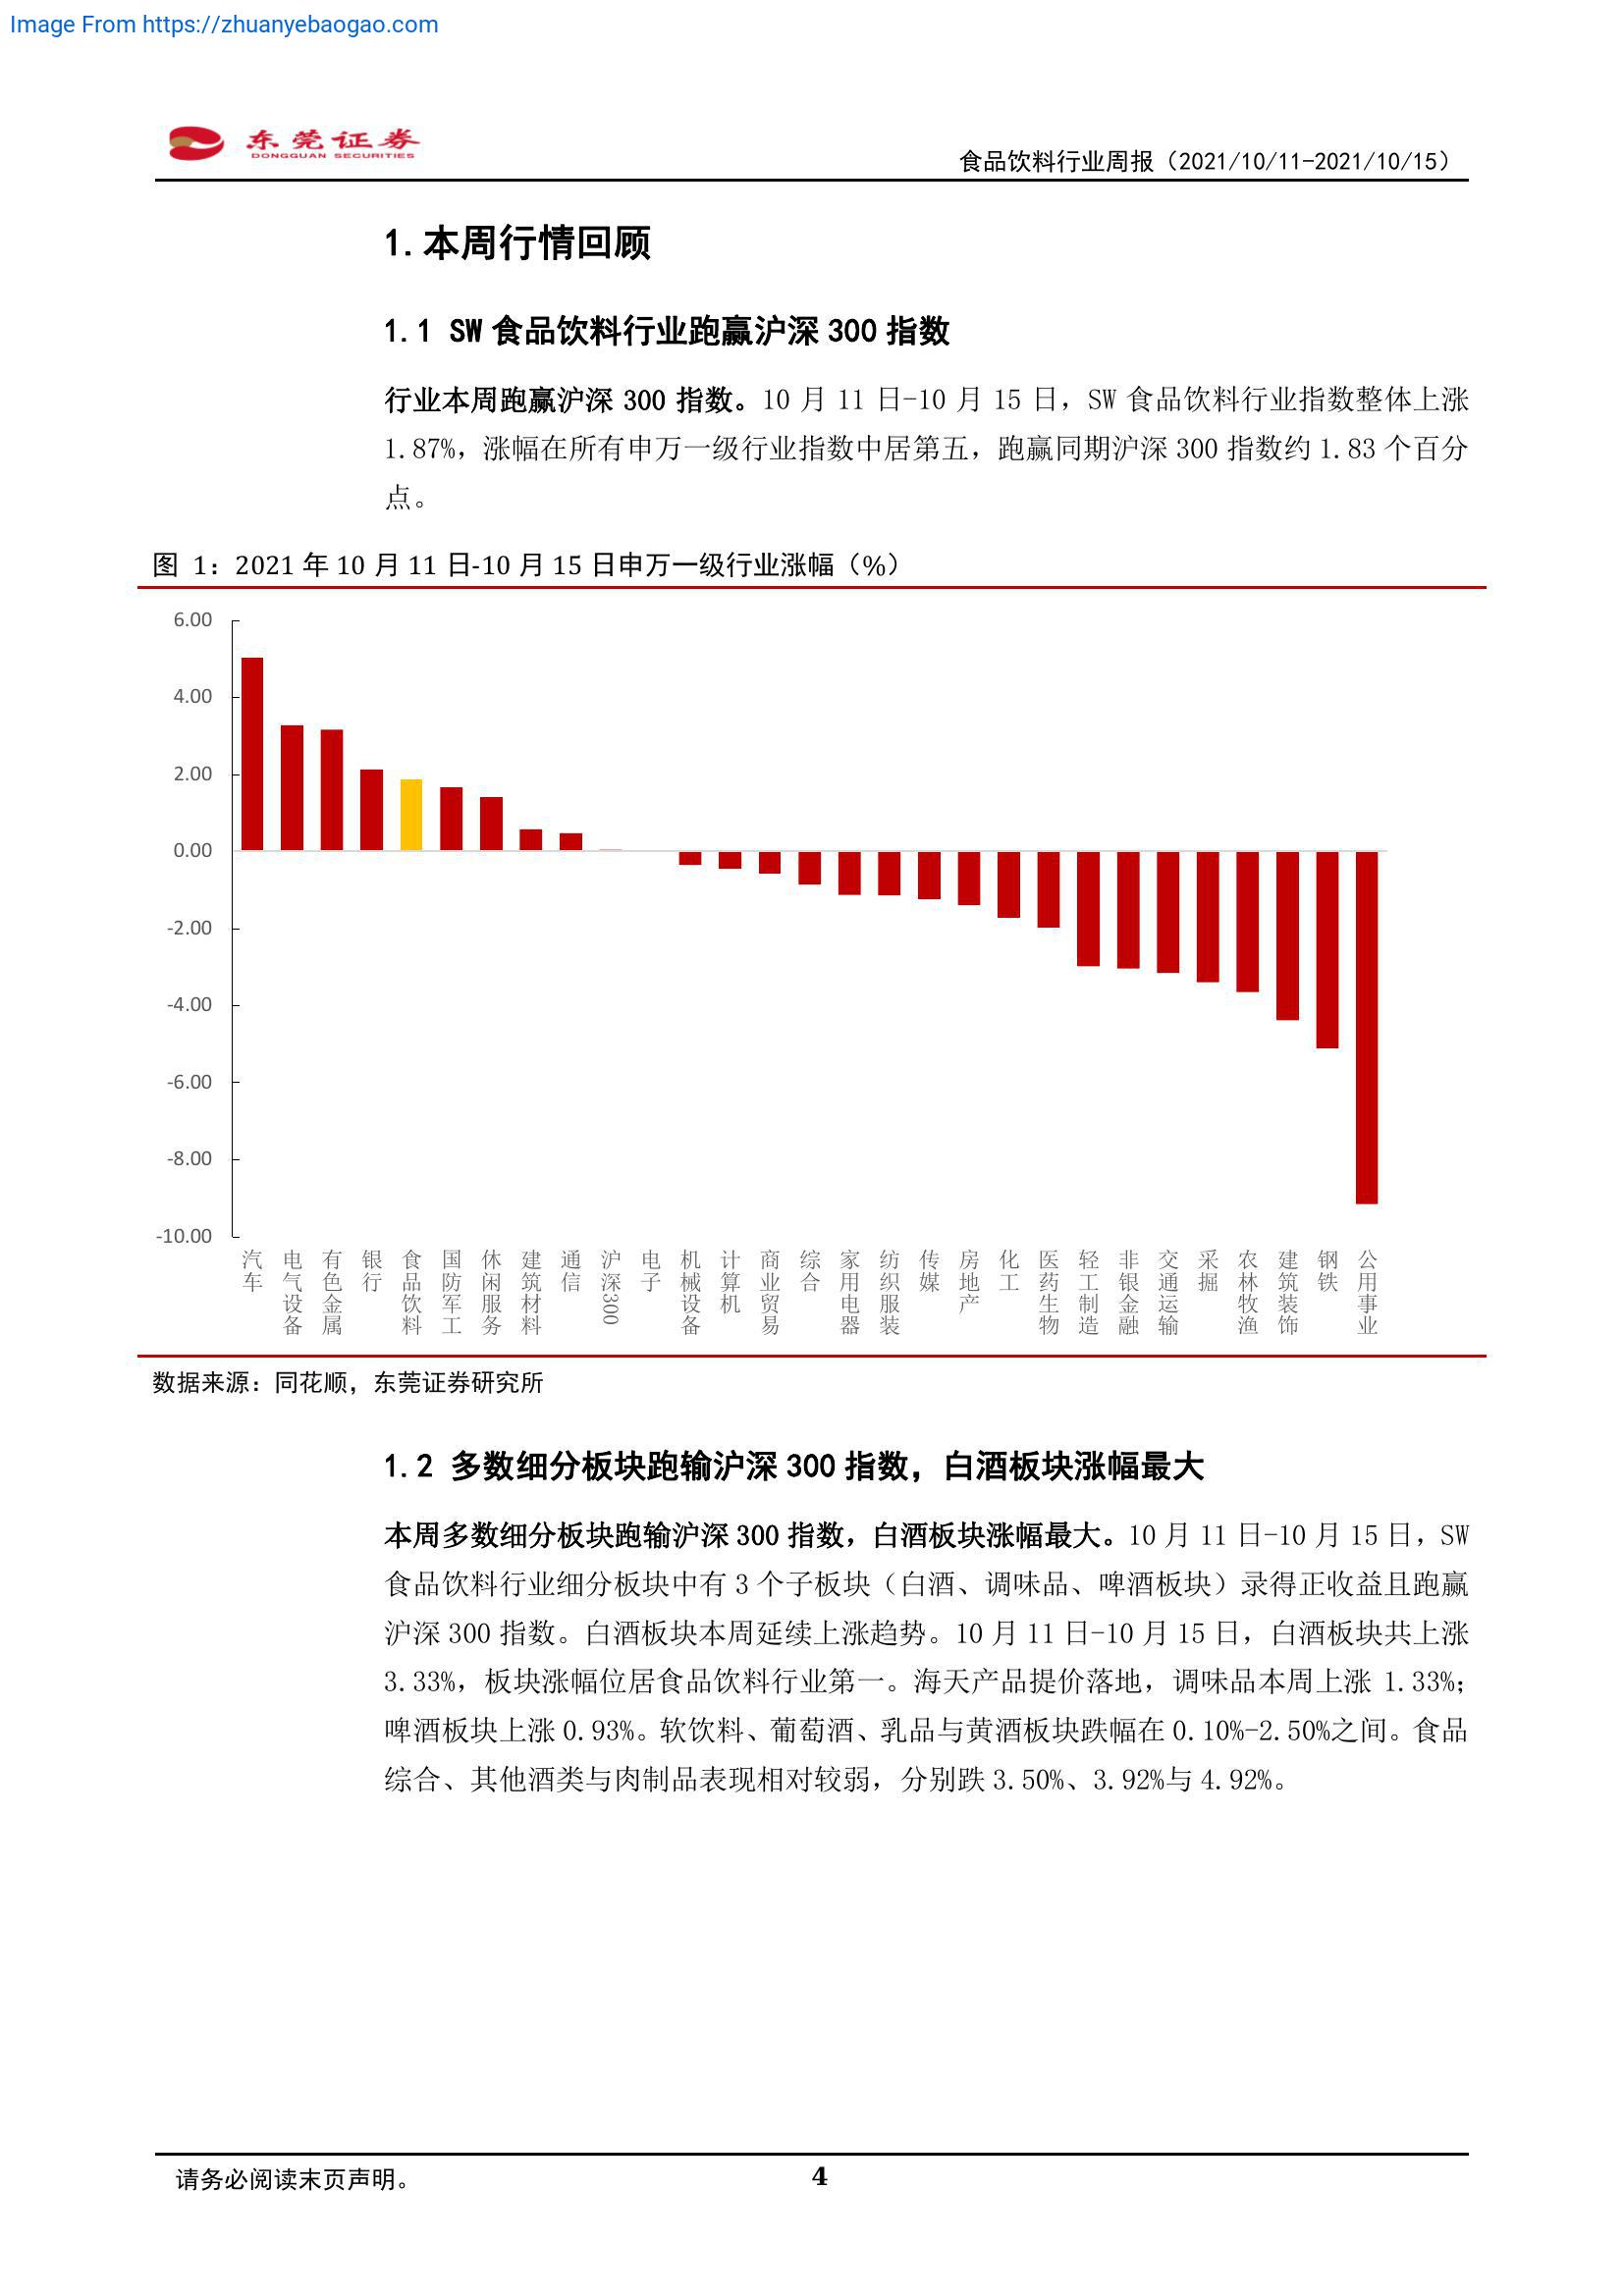 Image From https://zhuanyebaogao.com
东莞证券
DONGGUAN SECURITIES
食品饮料行业周报（2021/10/11-2021/10/15）
1.本周行情回顾
1.1 SW 食品饮料行业跑赢沪深 300 指数
行业本周跑赢沪深 300 指数。10 月 11 日-10 月 15 日，SW 食品饮料行业指数整体上涨
1.87%，涨幅在所有申万一级行业指数中居第五，跑赢同期沪深 300 指数约 1.83 个百分
点。
图 1：2021 年 10 月 11 日-10 月 15 日申万一级行业涨幅（%）
6.00
4.00
2.00
0.00
-2.00
-4.00
-6.00
-8.00
-10.00
汽车
电气设备
有色金属
银行
食品饮料
国防军工
休闲服务
建筑材料
通信
沪深300
电子
机械设备
计算机
商业贸易
综合
家用电器
纺织服装
传媒
房地产
化工
医药生物
轻工制造
非银金融
交通运输
采掘
农林牧渔
建筑装饰
钢铁
公用事业
数据来源：同花顺，东莞证券研究所
1.2 多数细分板块跑输沪深 300 指数，白酒板块涨幅最大
本周多数细分板块跑输沪深 300 指数，白酒板块涨幅最大。10 月 11 日-10 月 15 日，SW
食品饮料行业细分板块中有 3 个子板块（白酒、调味品、啤酒板块）录得正收益且跑赢
沪深 300 指数。白酒板块本周延续上涨趋势。10 月 11 日-10 月 15 日，白酒板块共上涨
3.33%，板块涨幅位居食品饮料行业第一。海天产品提价落地，调味品本周上涨 1.33%；
啤酒板块上涨 0.93%。软饮料、葡萄酒、乳品与黄酒板块跌幅在 0.10%-2.50%之间。食品
综合、其他酒类与肉制品表现相对较弱，分别跌 3.50%、3.92%与 4.92%。
请务必阅读末页声明。
4